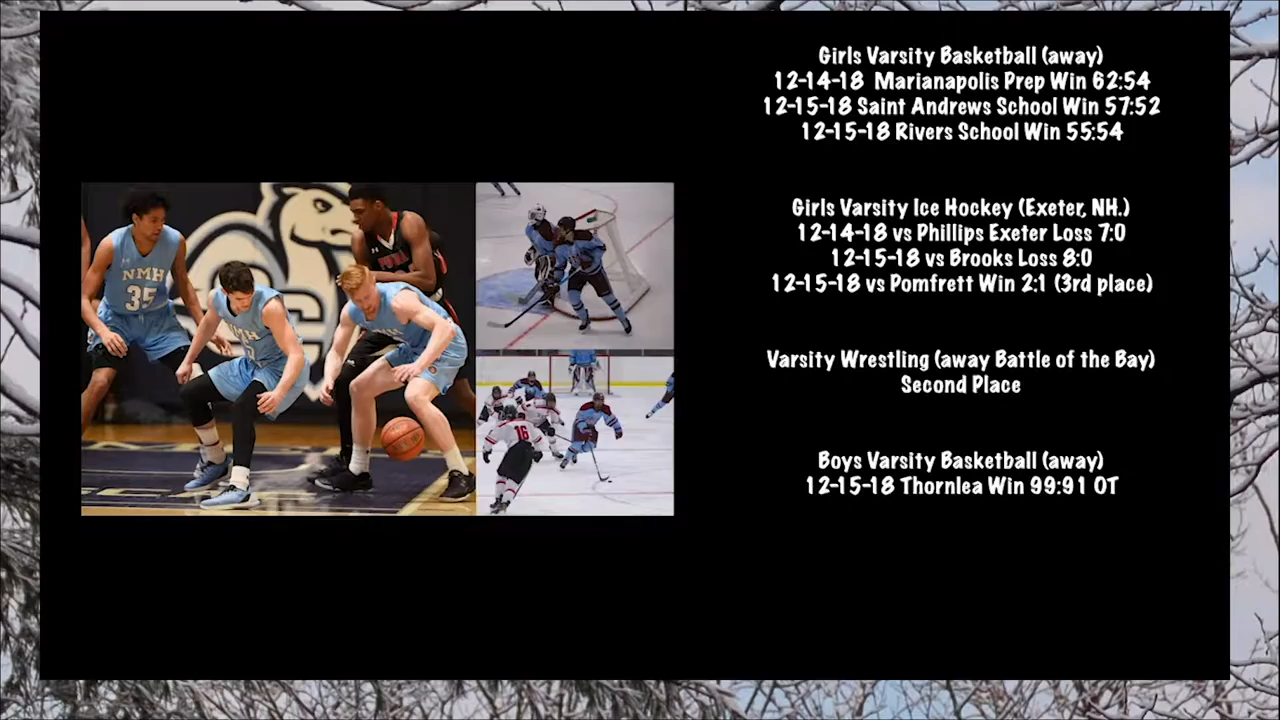 Girls Varsity Basketball (away)
12-14-18 Marianapolis Prep Win 62:54
12-15-18 Saint Andrews School Win 57:52
12-15-18 Rivers School Win 55:54
Girls Varsity Ice Hockey (Exeter, NH.)
12-14-18 vs Phillips Exeter Loss 7:0
12-15-18 vs Brooks Loss 8:0
12-15-18 vs Pomfrett Win 2:1 (3rd place)
Varsity Wrestling (away Battle of the Bay)
Second Place
Boys Varsity Basketball (away)
12-15-18 Thornlea Win 99:91 OT
NMH
35
NMH
16